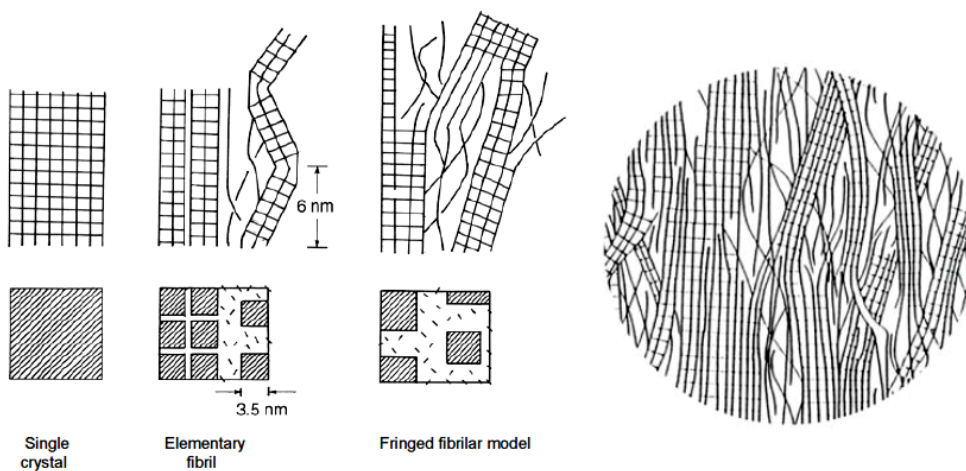 6 nm
3.5 nm
Single
crystal
Elementary
fibril
Fringed fibrilar model